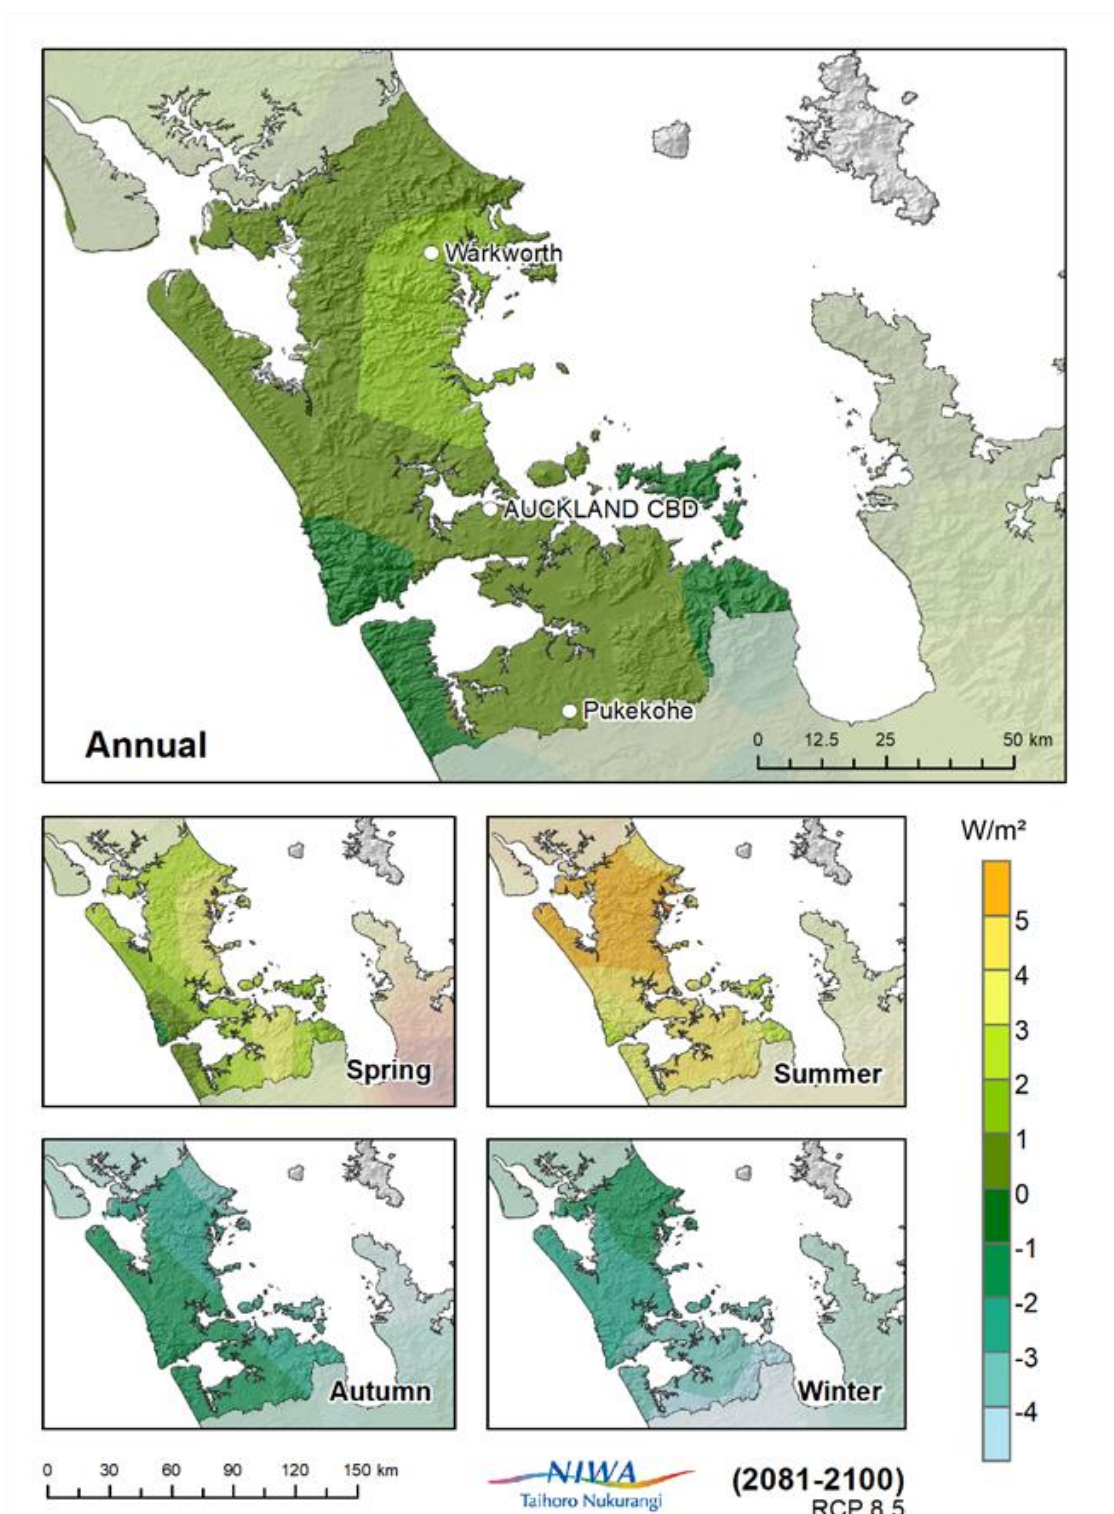 Warkworth
AUCKLAND CBD
Pukekohe
Annual
0 12.5 25 50 km
Spring
Summer
W/m²
5
4
3
2
1
0
-1
-2
-3
-4
Autumn
Winter
0 30 60 90 120 150 km
NIWA
Taihoro Nukurangi
(2081-2100)
RCP 8.5